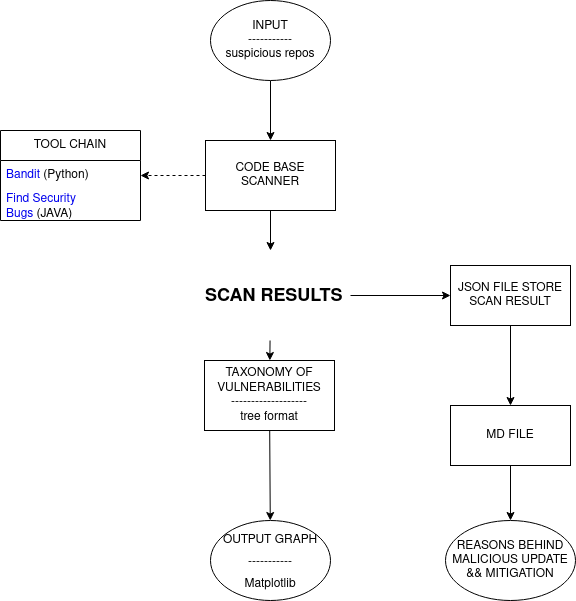 INPUT
-----------
suspicious repos
TOOL CHAIN
Bandit (Python)
Find Security
Bugs (JAVA)
CODE BASE
SCANNER
SCAN RESULTS
JSON FILE STORE
SCAN RESULT
TAXONOMY OF
VULNERABILITIES
-------------------
tree format
MD FILE
OUTPUT GRAPH
-----------
Matplotlib
REASONS BEHIND
MALICIOUS UPDATE
&& MITIGATION